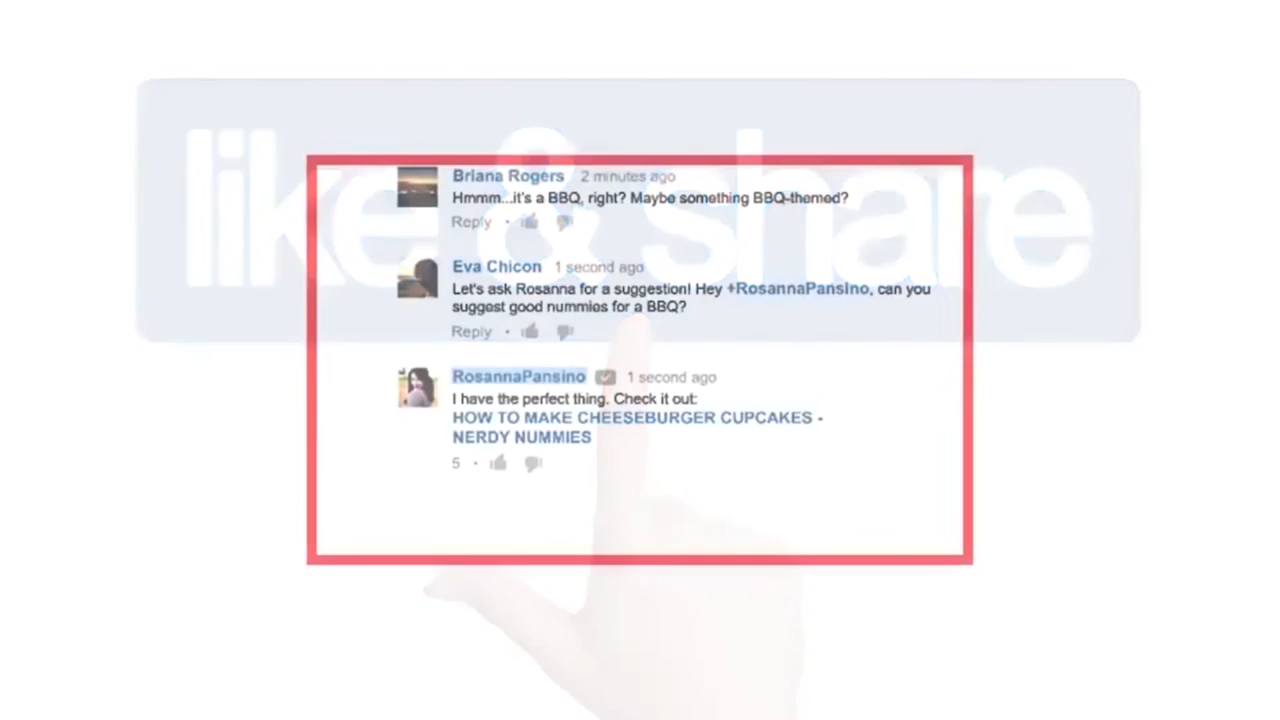 like & share
Briana Rogers 2 minutes ago
Hmmm...it's a BBQ, right? Maybe something BBQ-themed?
Reply •
Eva Chicon 1 second ago
Let's ask Rosanna for a suggestion! Hey +RosannaPansino, can you
suggest good nummies for a BBQ?
Reply •
RosannaPansino 1 second ago
I have the perfect thing. Check it out:
HOW TO MAKE CHEESEBURGER CUPCAKES -
NERDY NUMMIES
5 •